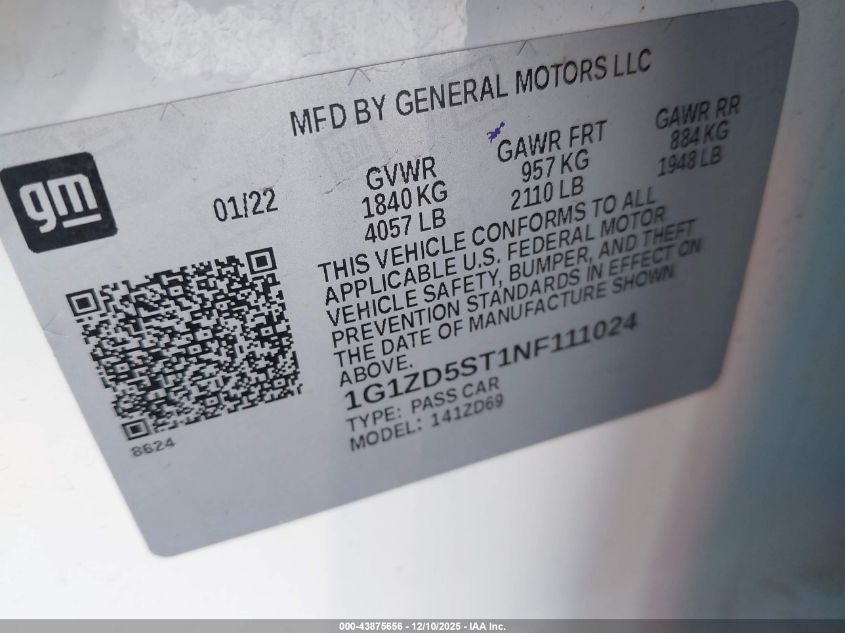 MFD BY GENERAL MOTORS LLC
gm
01/22
GVWR
1840 KG
4057 LB
GAWR FRT
957 KG
2110 LB
GAWR RR
884 KG
1948 LB
THIS VEHICLE CONFORMS TO ALL
APPLICABLE U.S. FEDERAL MOTOR
VEHICLE SAFETY, BUMPER, AND THEFT
PREVENTION STANDARDS IN EFFECT ON
THE DATE OF MANUFACTURE SHOWN
ABOVE.
1G1ZD5ST1NF111024
TYPE: PASS CAR
MODEL: 141ZD69
8624
000-43875656 - 12/10/2025 - IAA Inc.